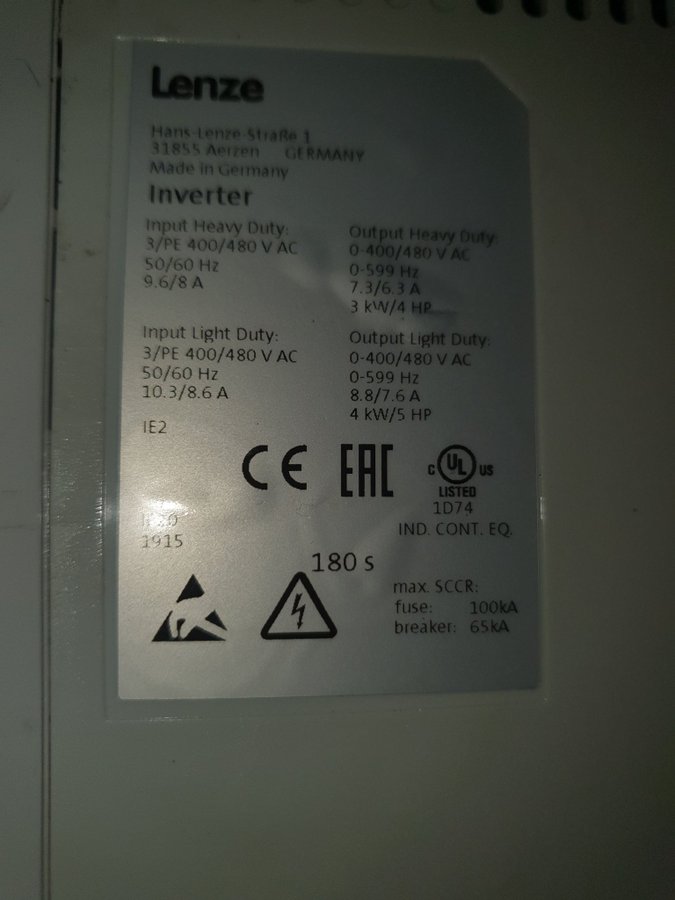 Lenze
Hans-Lenze-Straße 1
31855 Aerzen GERMANY
Made in Germany
Inverter
Input Heavy Duty:
3/PE 400/480 V AC
50/60 Hz
9.6/8 A
Output Heavy Duty:
0-400/480 V AC
0-599 Hz
7.3/6.3 A
3 kW/4 HP
Input Light Duty:
3/PE 400/480 V AC
50/60 Hz
10.3/8.6 A
Output Light Duty:
0-400/480 V AC
0-599 Hz
8.8/7.6 A
4 kW/5 HP
IE2
CE
EAC
C UL US
LISTED
1D74
IND. CONT. EQ.
1915
180 s
max. SCCR:
fuse: 100kA
breaker: 65kA